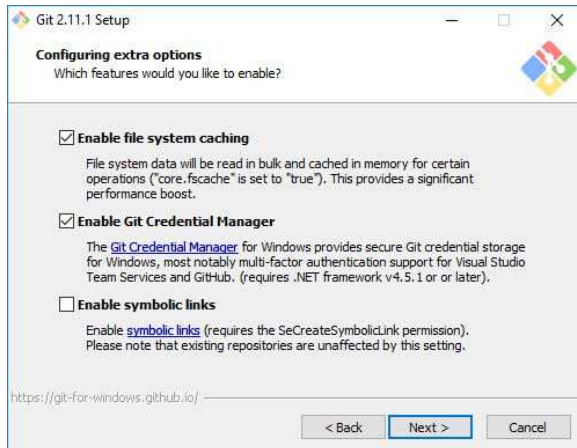 Git 2.11.1 Setup
Configuring extra options
Which features would you like to enable?
Enable file system caching
File system data will be read in bulk and cached in memory for certain
operations ("core.fscache" is set to "true"). This provides a significant
performance boost.
Enable Git Credential Manager
The Git Credential Manager for Windows provides secure Git credential storage
for Windows, most notably multi-factor authentication support for Visual Studio
Team Services and GitHub. (requires .NET framework v4.5.1 or or later).
Enable symbolic links
Enable symbolic links (requires the SeCreateSymbolicLink permission).
Please note that existing repositories are unaffected by this setting.
https://git-for-windows.github.io/
< Back Next > Cancel